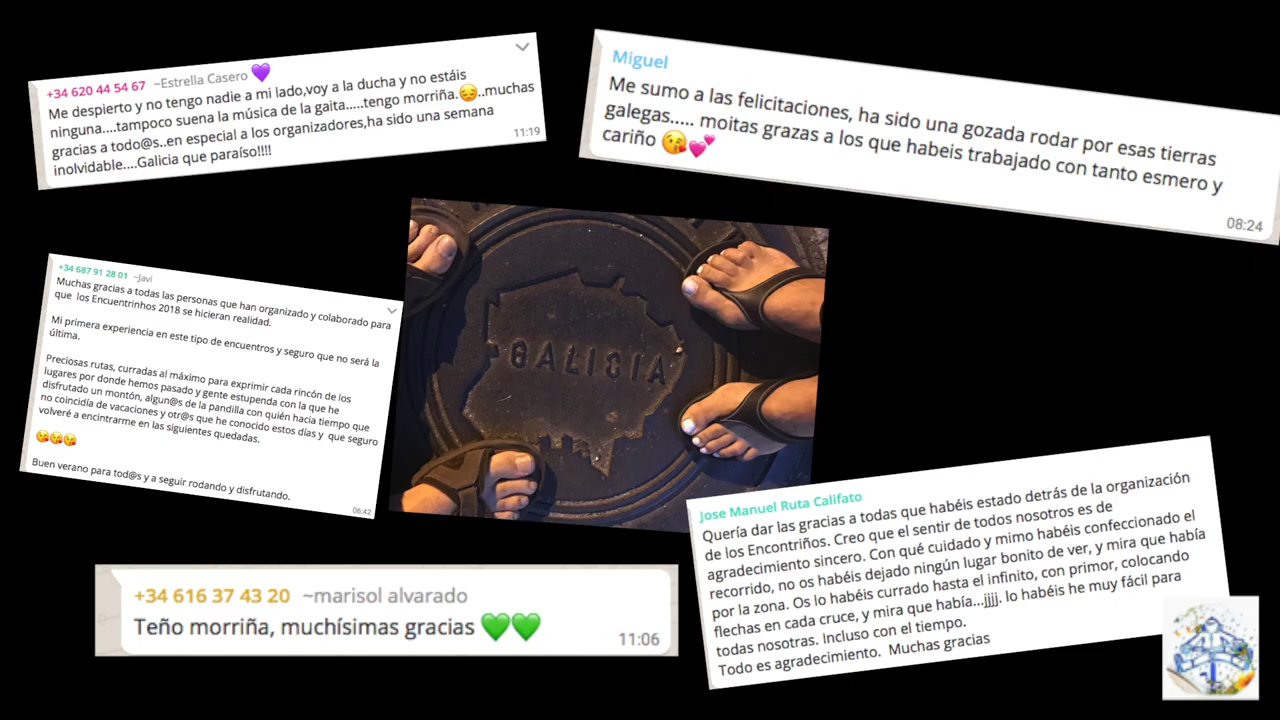 +34 620 44 54 67 ~Estrella Casero 💜
Me despierto y no tengo nadie a mi lado,voy a la ducha y no estáis
ninguna....tampoco suena la música de la gaita.....tengo morriña.😔..muchas
gracias a todo@s..en especial a los organizadores,ha sido una semana
inolvidable....Galicia que paraíso!!!!
11:19
Miguel
Me sumo a las felicitaciones, ha sido una gozada rodar por esas tierras
galegas..... moitas grazas a los que habeis trabajado con tanto esmero y
cariño 😘💕
08:24
+34 687 91 28 01 ~Javi
Muchas gracias a todas las personas que han organizado y colaborado para
que los Encuentrinhos 2018 se hicieran realidad.
Mi primera experiencia en este tipo de encuentros y seguro que no será la
última.
Preciosas rutas, curradas al máximo para exprimir cada rincón de los
lugares por donde hemos pasado y gente estupenda con la que he
disfrutado un montón, algun@s de la pandilla con quién hacia tiempo que
no coincidía de vacaciones y otr@s que he conocido estos días y que seguro
volveré a encintrarme en las siguientes quedadas.
😘😘😘
Buen verano para tod@s y a seguir rodando y disfrutando.
06:42
GALICIA
Jose Manuel Ruta Califato
Quería dar las gracias a todas que habéis estado detrás de la organización
de los Encontriños. Creo que el sentir de todos nosotros es de
agradecimiento sincero. Con qué cuidado y mimo habéis confeccionado el
recorrido, no os habéis dejado ningún lugar bonito de ver, y mira que había
por la zona. Os lo habéis currado hasta el infinito, con primor, colocando
flechas en cada cruce, y mira que había...jjjj. lo habéis he muy fácil para
todas nosotras. Incluso con el tiempo.
Todo es agradecimiento. Muchas gracias
+34 616 37 43 20 ~marisol alvarado
Teño morriña, muchísimas gracias 💚💚
11:06